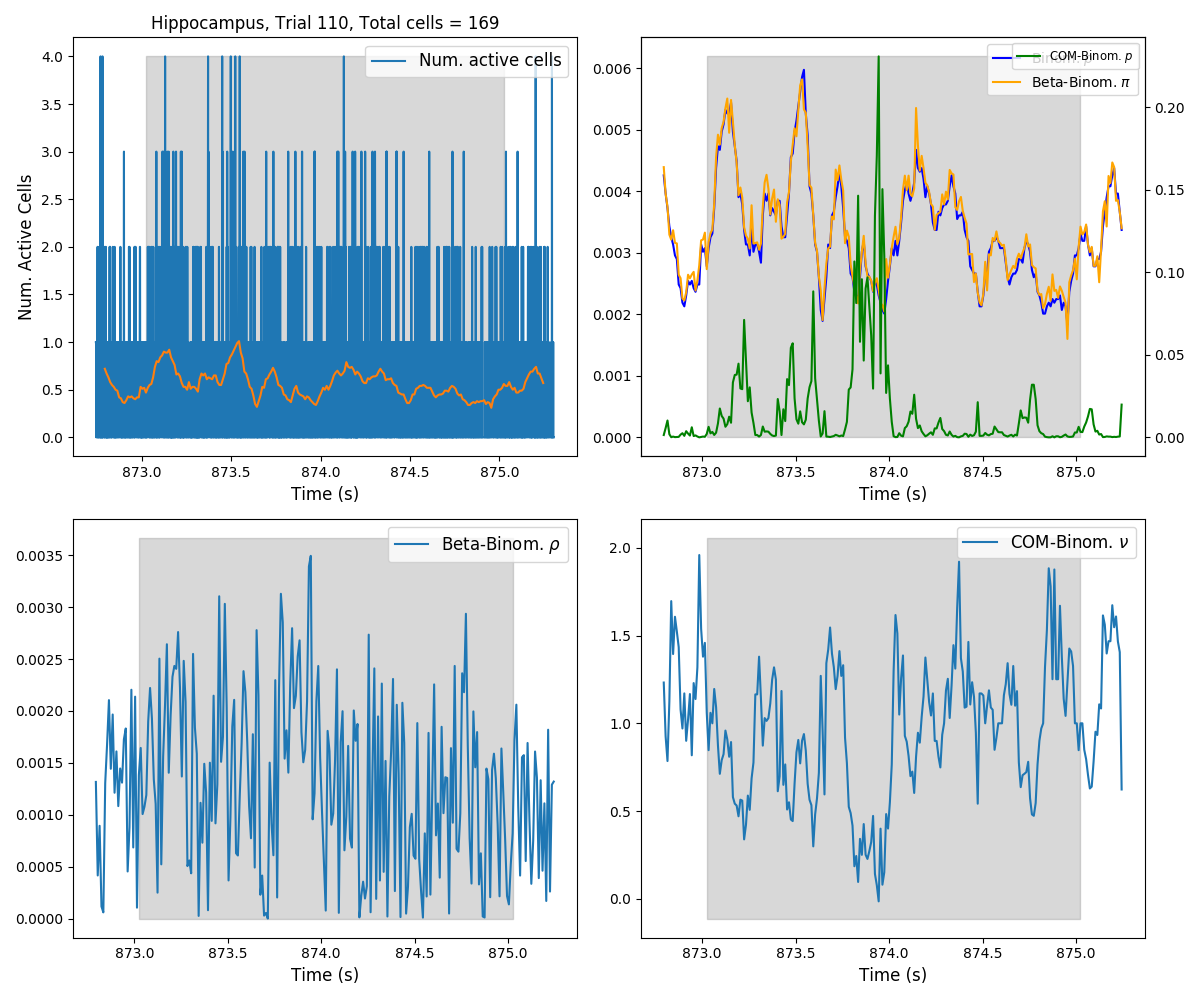 Hippocampus, Trial 110, Total cells = 169
Num. active cells
Num. Active Cells
4.0
3.5
3.0
2.5
2.0
1.5
1.0
0.5
0.0
873.0 873.5 874.0 874.5 875.0
Time (s)
COM-Binom. p
Beta-Binom. π
0.006
0.005
0.004
0.003
0.002
0.001
0.000
0.20
0.15
0.10
0.05
0.00
873.0 873.5 874.0 874.5 875.0
Time (s)
Beta-Binom. ρ
0.0035
0.0030
0.0025
0.0020
0.0015
0.0010
0.0005
0.0000
873.0 873.5 874.0 874.5 875.0
Time (s)
COM-Binom. ν
2.0
1.5
1.0
0.5
0.0
873.0 873.5 874.0 874.5 875.0
Time (s)